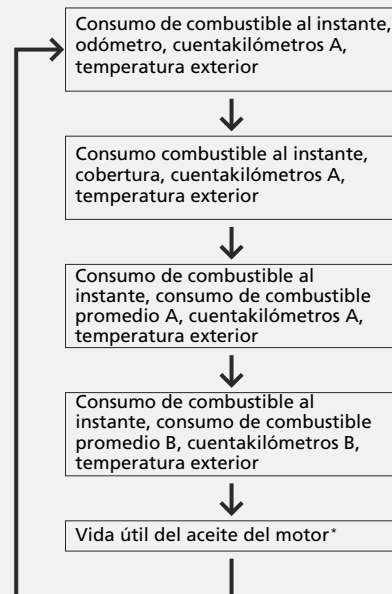 Consumo de combustible al instante,
odómetro, cuentakilómetros A,
temperatura exterior
Consumo combustible al instante,
cobertura, cuentakilómetros A,
temperatura exterior
Consumo de combustible al
instante, consumo de combustible
promedio A, cuentakilómetros A,
temperatura exterior
Consumo de combustible al
instante, consumo de combustible
promedio B, cuentakilómetros B,
temperatura exterior
Vida útil del aceite del motor*